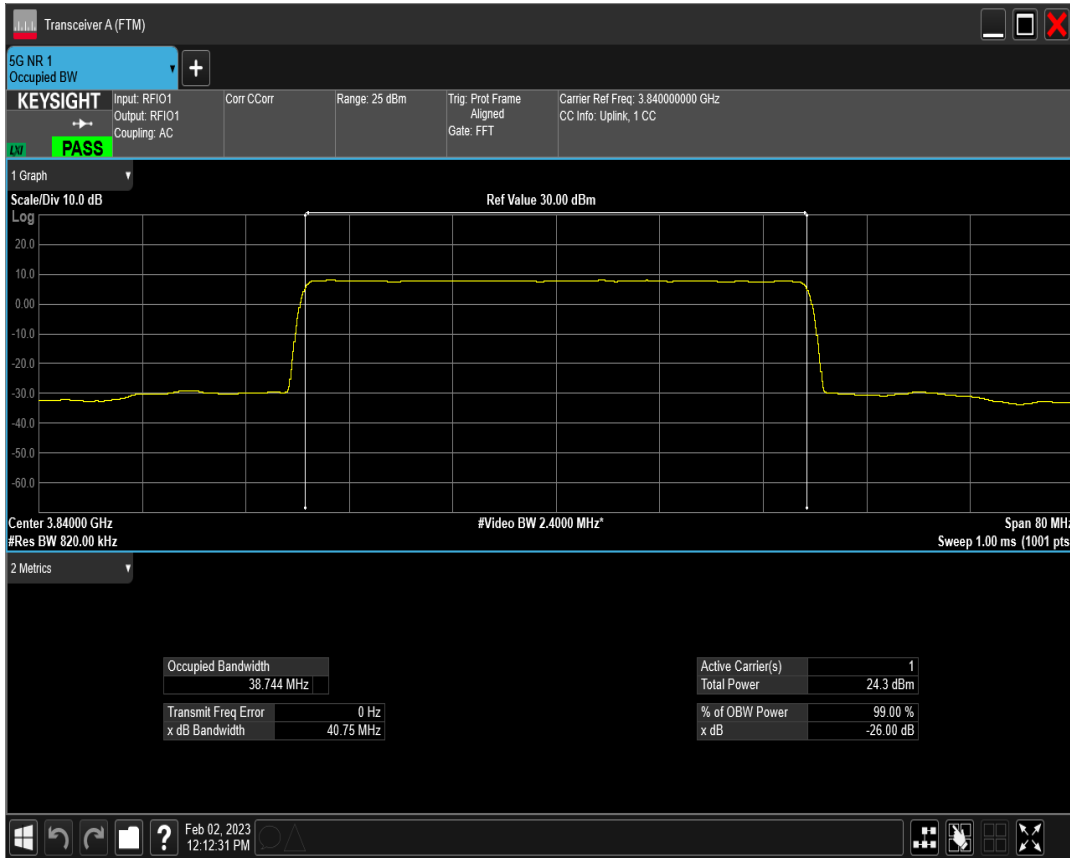 Transceiver A (FTM)
5G NR 1
Occupied BW
+
KEYSIGHT
LXI
PASS
Input: RFIO1
Output: RFIO1
Coupling: AC
Corr CCorr
Range: 25 dBm
Trig: Prot Frame
Aligned
Gate: FFT
Carrier Ref Freq: 3.840000000 GHz
CC Info: Uplink, 1 CC
1 Graph
Scale/Div 10.0 dB
Ref Value 30.00 dBm
Log
20.0
10.0
0.00
-10.0
-20.0
-30.0
-40.0
-50.0
-60.0
Center 3.84000 GHz
#Video BW 2.4000 MHz*
Span 80 MHz
#Res BW 820.00 kHz
Sweep 1.00 ms (1001 pts
2 Metrics
Occupied Bandwidth
38.744 MHz
Transmit Freq Error 0 Hz
x dB Bandwidth 40.75 MHz
Active Carrier(s) 1
Total Power 24.3 dBm
% of OBW Power 99.00 %
x dB -26.00 dB
?
Feb 02, 2023
12:12:31 PM